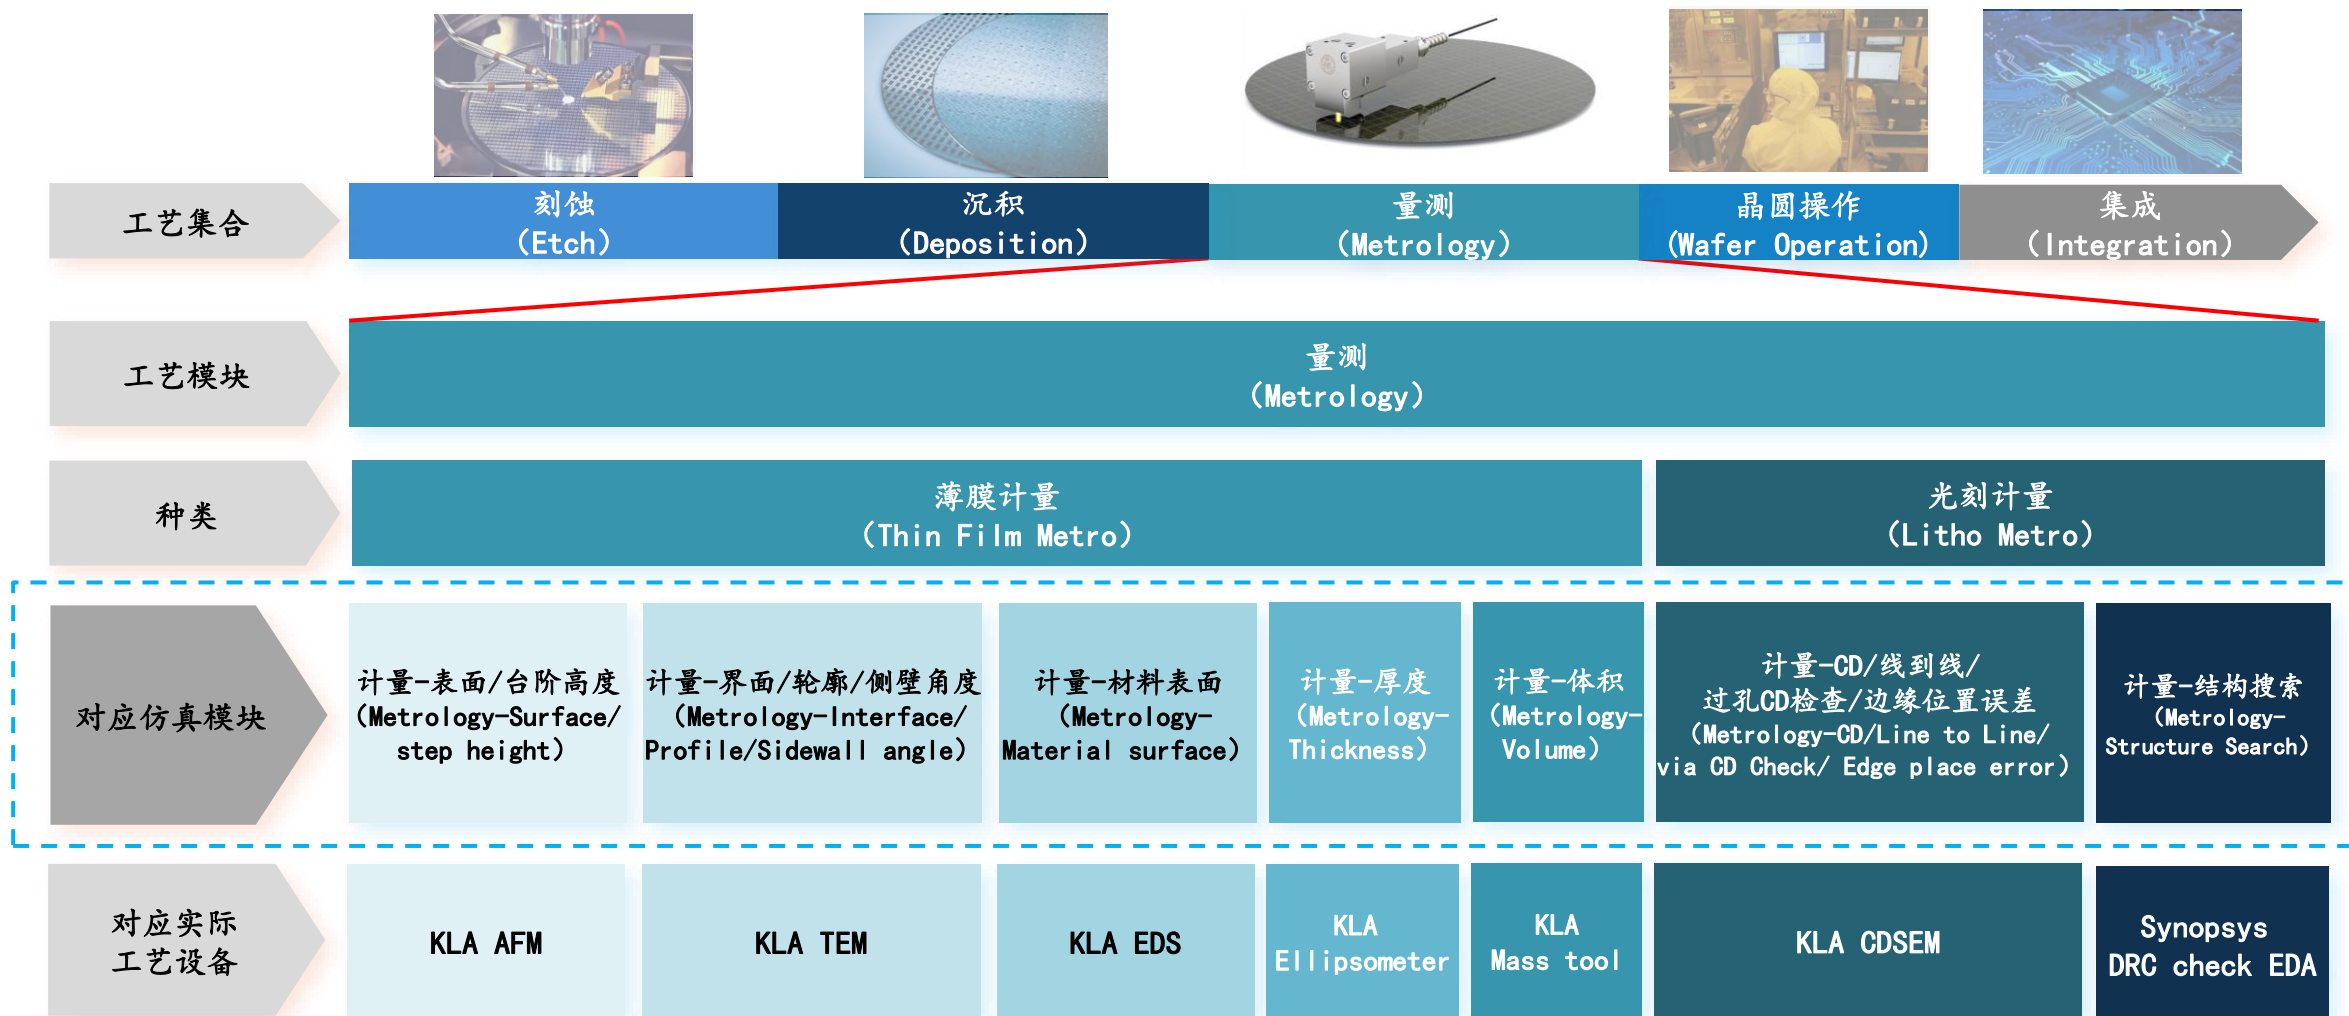 工艺集合
刻蚀
（Etch）
沉积
（Deposition）
量测
（Metrology）
晶圆操作
(Wafer Operation)
集成
（Integration）
工艺模块
量测
（Metrology）
种类
薄膜计量
（Thin Film Metro）
光刻计量
（Litho Metro）
对应仿真模块
计量-表面/台阶高度
（Metrology-Surface/
step height）
计量-界面/轮廓/侧壁角度
（Metrology-Interface/
Profile/Sidewall angle）
计量-材料表面
（Metrology-
Material surface）
计量-厚度
（Metrology-
Thickness）
计量-体积
（Metrology-
Volume）
计量-CD/线到线/
过孔CD检查/边缘位置误差
（Metrology-CD/Line to Line/
via CD Check/ Edge place error）
计量-结构搜索
（Metrology-
Structure Search）
对应实际
工艺设备
KLA AFM
KLA TEM
KLA EDS
KLA
Ellipsometer
KLA
Mass tool
KLA CDSEM
Synopsys
DRC check EDA